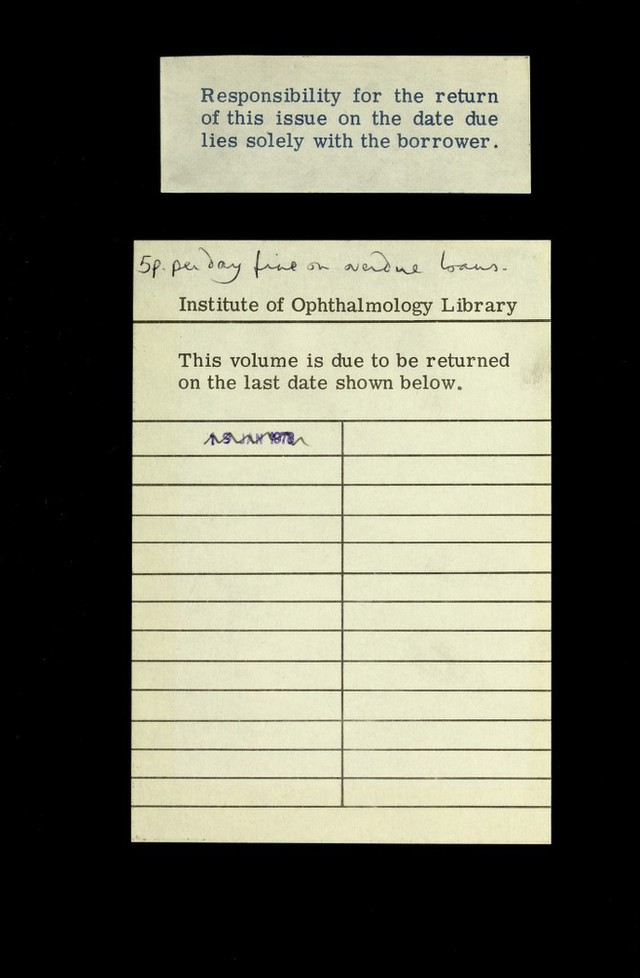 Responsibility for the return
of this issue on the date due
lies solely with the borrower.
5p. per day fine on overdue loans.
Institute of Ophthalmology Library
This volume is due to be returned
on the last date shown below.